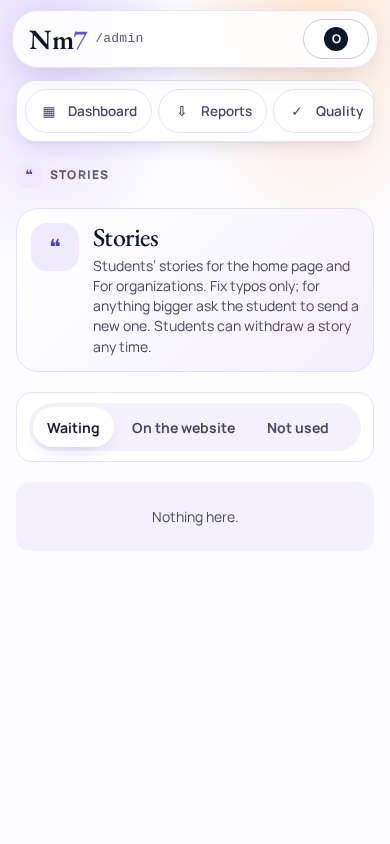 Nm7 /admin O
▦ Dashboard ⇩ Reports ✓ Quality
❝ STORIES
❝ Stories
Students' stories for the home page and
For organizations. Fix typos only; for
anything bigger ask the student to send a
new one. Students can withdraw a story
any time.
Waiting On the website Not used
Nothing here.